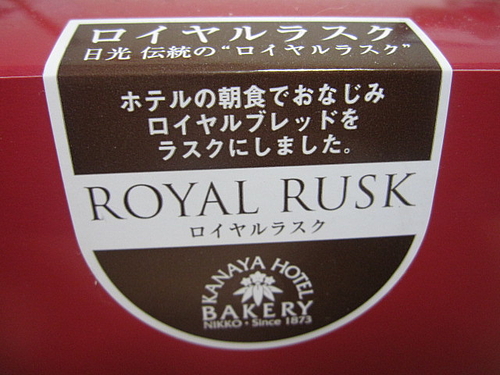 ロイヤルラスク
日光 伝統の“ロイヤルラスク”
ホテルの朝食でおなじみ
ロイヤルブレッドを
ラスクにしました。
ROYAL RUSK
ロイヤルラスク
KANAYA HOTEL
BAKERY
NIKKO・Since 1873